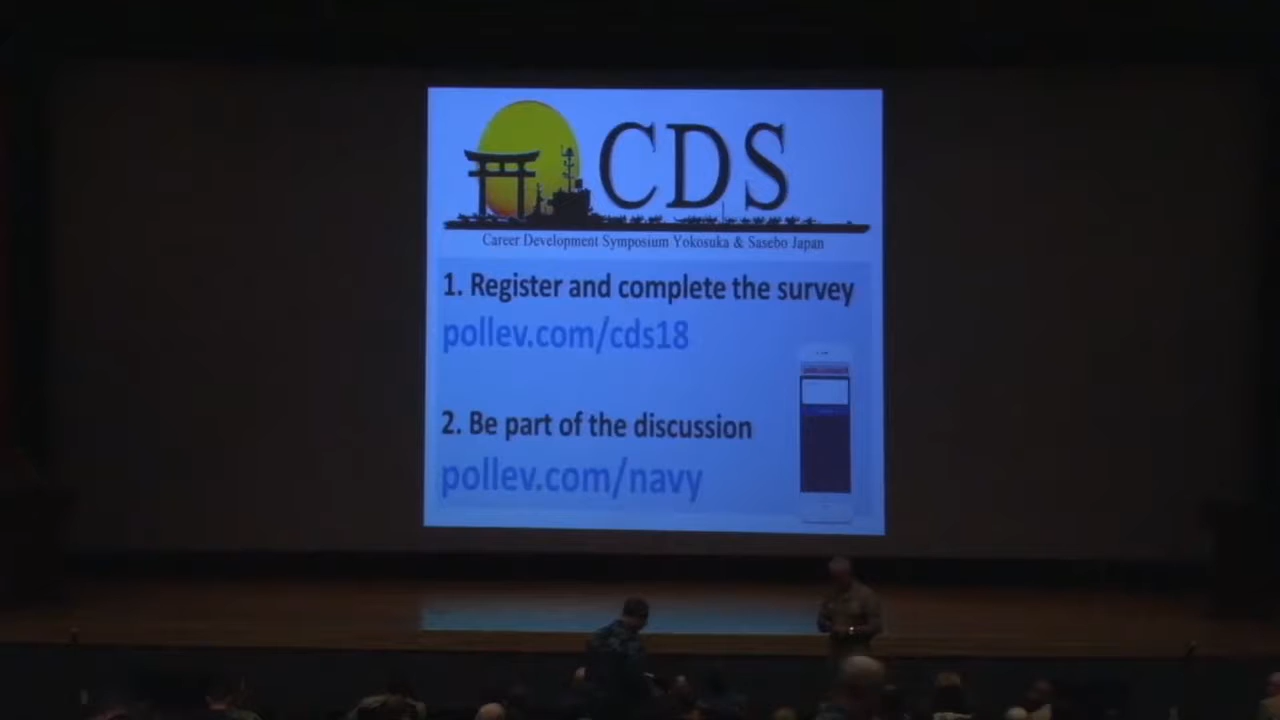 CDS
Career Development Symposium Yokosuka & Sasebo Japan
1. Register and complete the survey
pollev.com/cds18
2. Be part of the discussion
pollev.com/navy